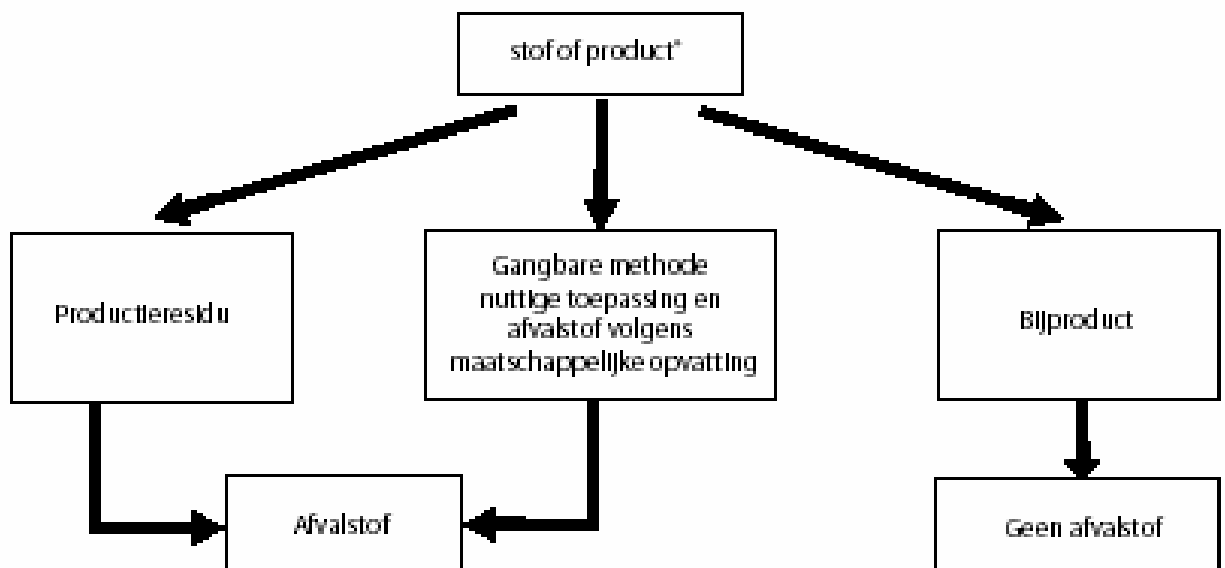 stof of product*
Productieresidu
Gangbare methode
nuttige toepassing en
afvalstof volgens
maatschappelijke opvatting
Bijproduct
Afvalstof
Geen afvalstof